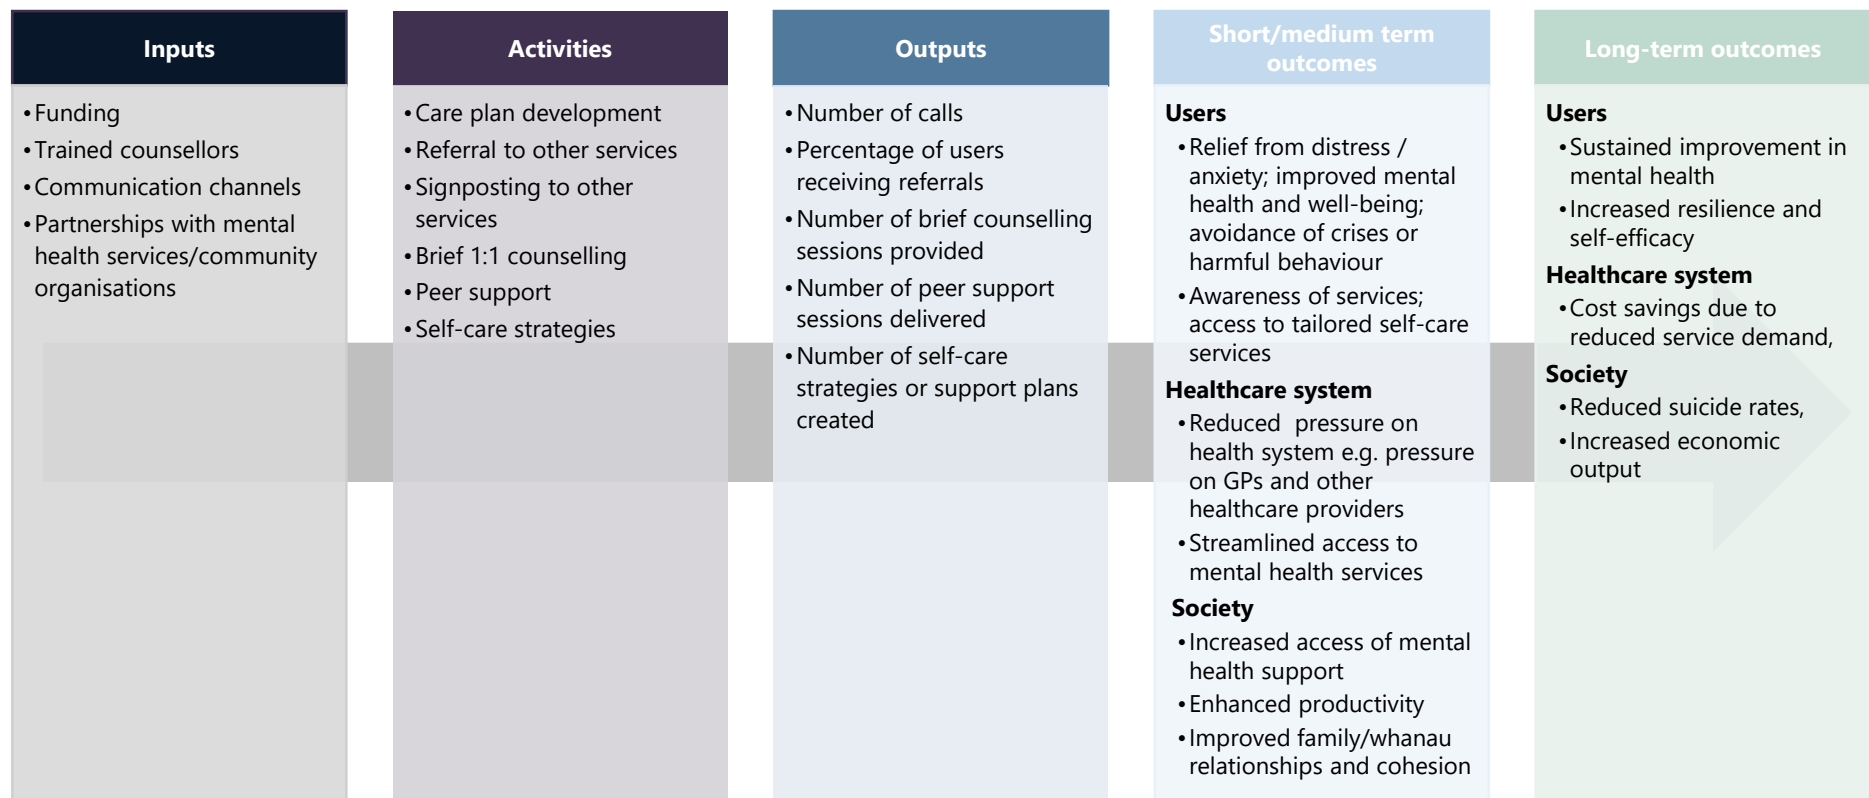 Inputs
•Funding
•Trained counsellors
•Communication channels
•Partnerships with mental
health services/community
organisations
Activities
•Care plan development
•Referral to other services
•Signposting to other
services
•Brief 1:1 counselling
•Peer support
•Self-care strategies
Outputs
•Number of calls
•Percentage of users
receiving referrals
•Number of brief counselling
sessions provided
•Number of peer support
sessions delivered
•Number of self-care
strategies or support plans
created
Short/medium term
outcomes
Users
•Relief from distress /
anxiety; improved mental
health and well-being;
avoidance of crises or
harmful behaviour
•Awareness of services;
access to tailored self-care
services
Healthcare system
•Reduced  pressure on
health system e.g. pressure
on GPs and other
healthcare providers
•Streamlined access to
mental health services
Society
•Increased access of mental
health support
•Enhanced productivity
•Improved family/whanau
relationships and cohesion
Long-term outcomes
Users
•Sustained improvement in
mental health
•Increased resilience and
self-efficacy
Healthcare system
•Cost savings due to
reduced service demand,
Society
•Reduced suicide rates,
•Increased economic
output